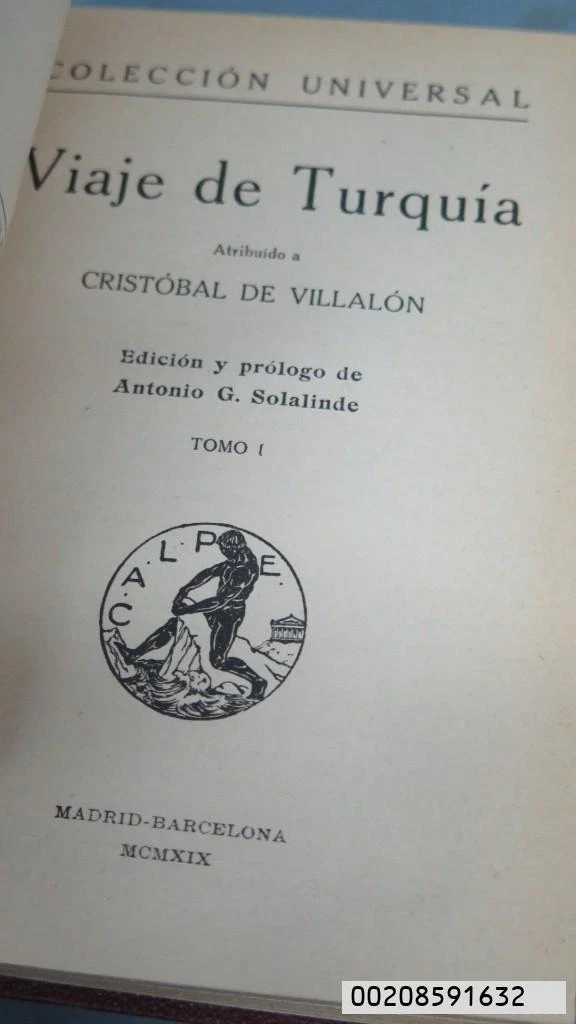 COLECCIÓN UNIVERSAL
Viaje de Turquía
Atribuído a
CRISTÓBAL DE VILLALÓN
Edición y prólogo de
Antonio G. Solalinde
TOMO I
CALPE
MADRID-BARCELONA
MCMXIX
00208591632